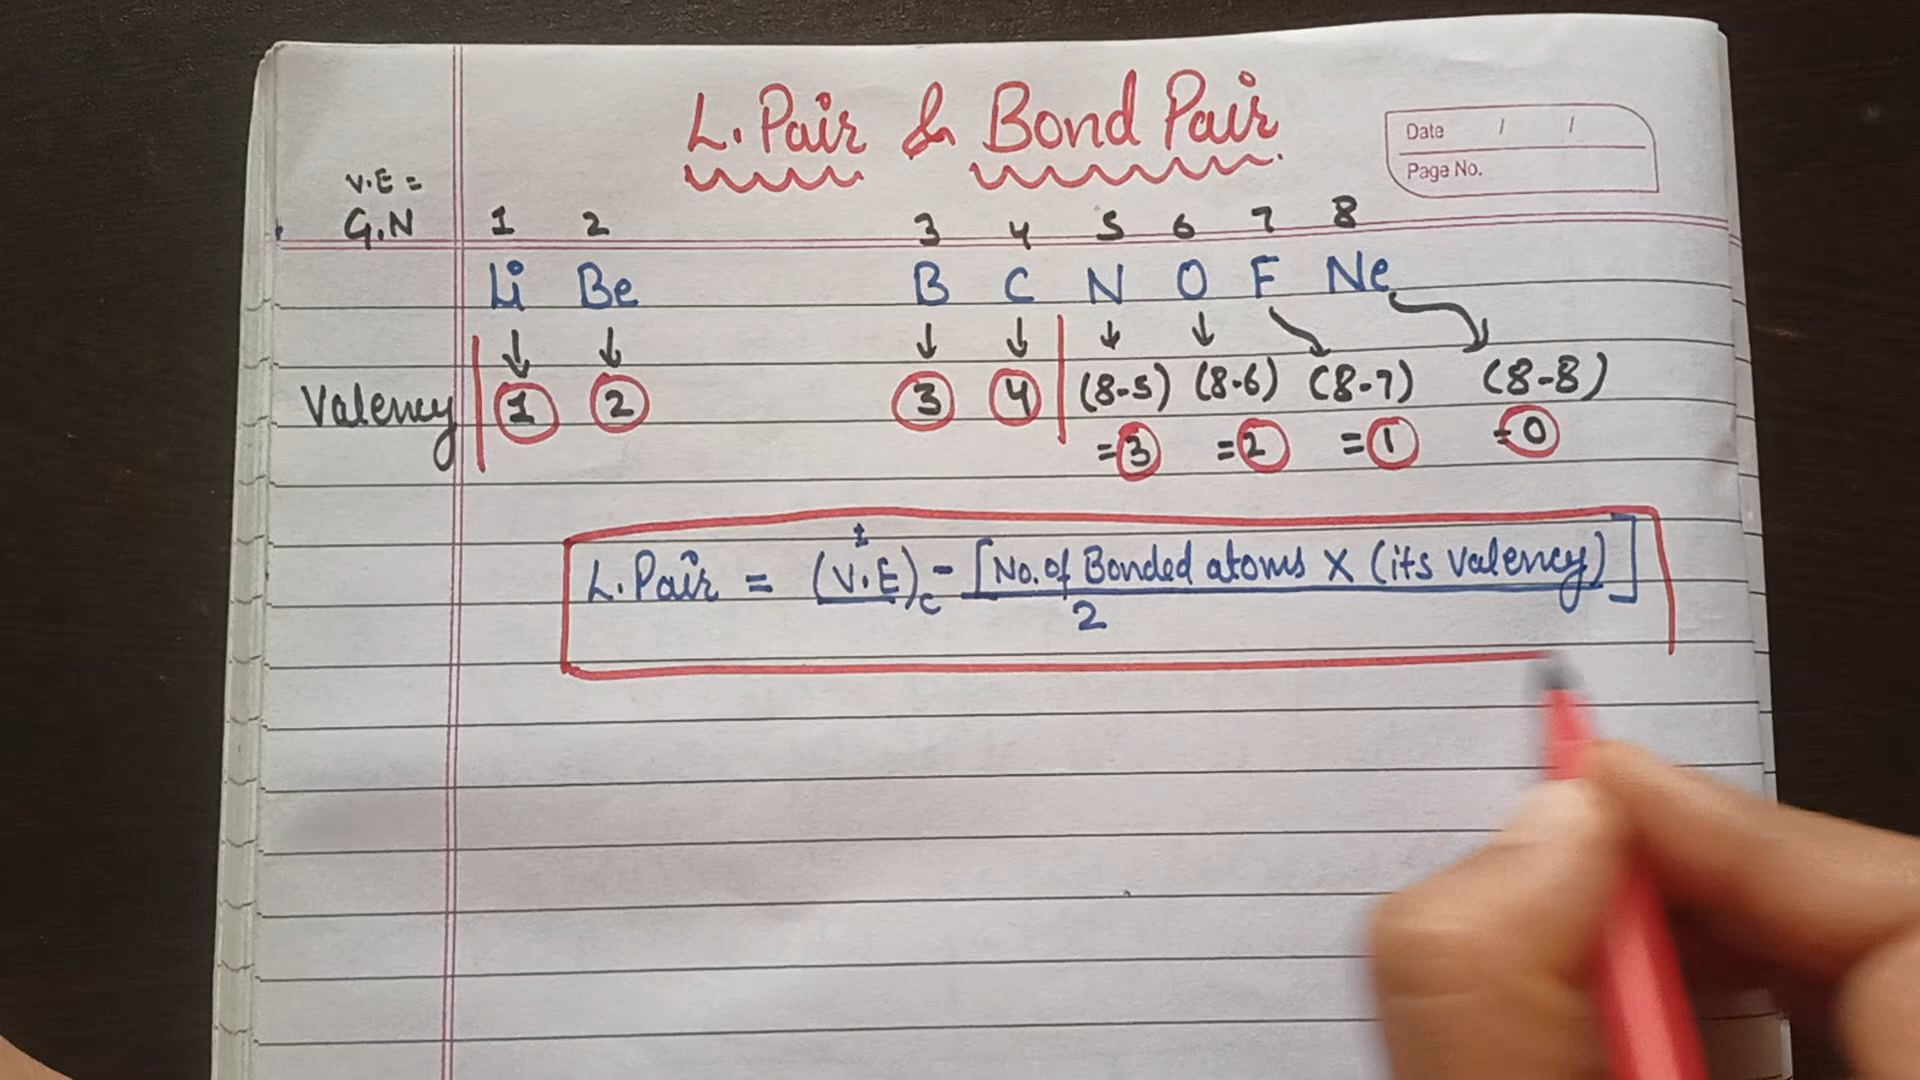 L. Pair & Bond Pair
Date / /
Page No.
V.E =
G.N 1 2 3 4 5 6 7 8
Li Be B C N O F Ne
Valency 1 2 3 4 (8-5) (8-6) (8-7) (8-8)
=3 =2 =1 =0
L. Pair = (V.E)c - [No. of Bonded atoms X (its valency)]
2